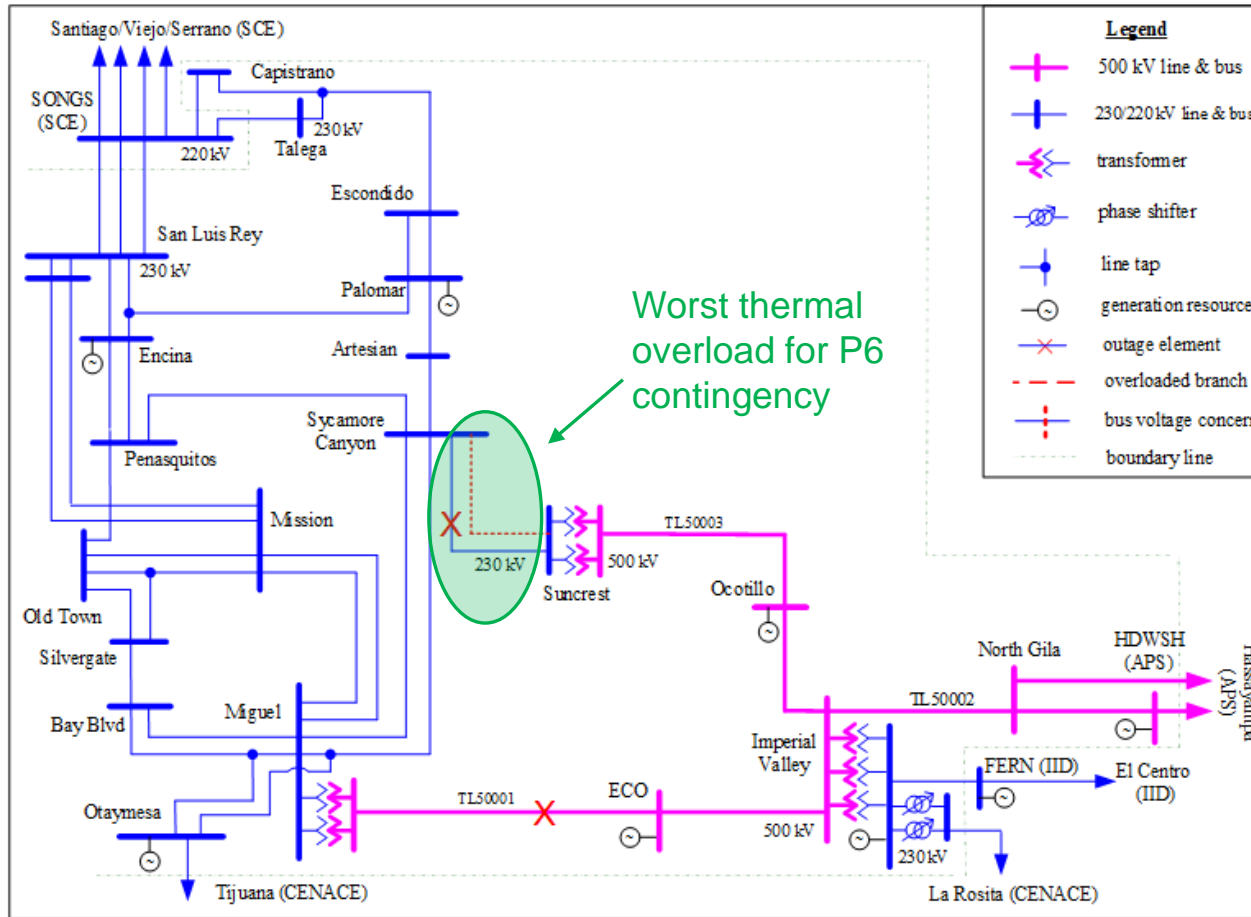 Santiago/Viejo/Serrano (SCE)
Capistrano
SONGS
(SCE)
230 kV
220 kV
Talega
Escondido
San Luis Rey
230 kV
Palomar
Encina
Artesian
Sycamore
Canyon
Penasquitos
Mission
230 kV
500 kV
Suncrest
TL50003
Worst thermal
overload for P6
contingency
Old Town
Silvergate
Bay Blvd
Miguel
Otaymesa
Tijuana (CENACE)
TL50001
ECO
Ocotillo
Imperial
Valley
500 kV
230 kV
TL50002
North Gila
HDWSH
(APS)
(APS)
FERN (IID)
El Centro
(IID)
La Rosita (CENACE)
Legend
500 kV line & bus
230/220kV line & bus
transformer
phase shifter
line tap
generation resource
outage element
overloaded branch
bus voltage concern
boundary line